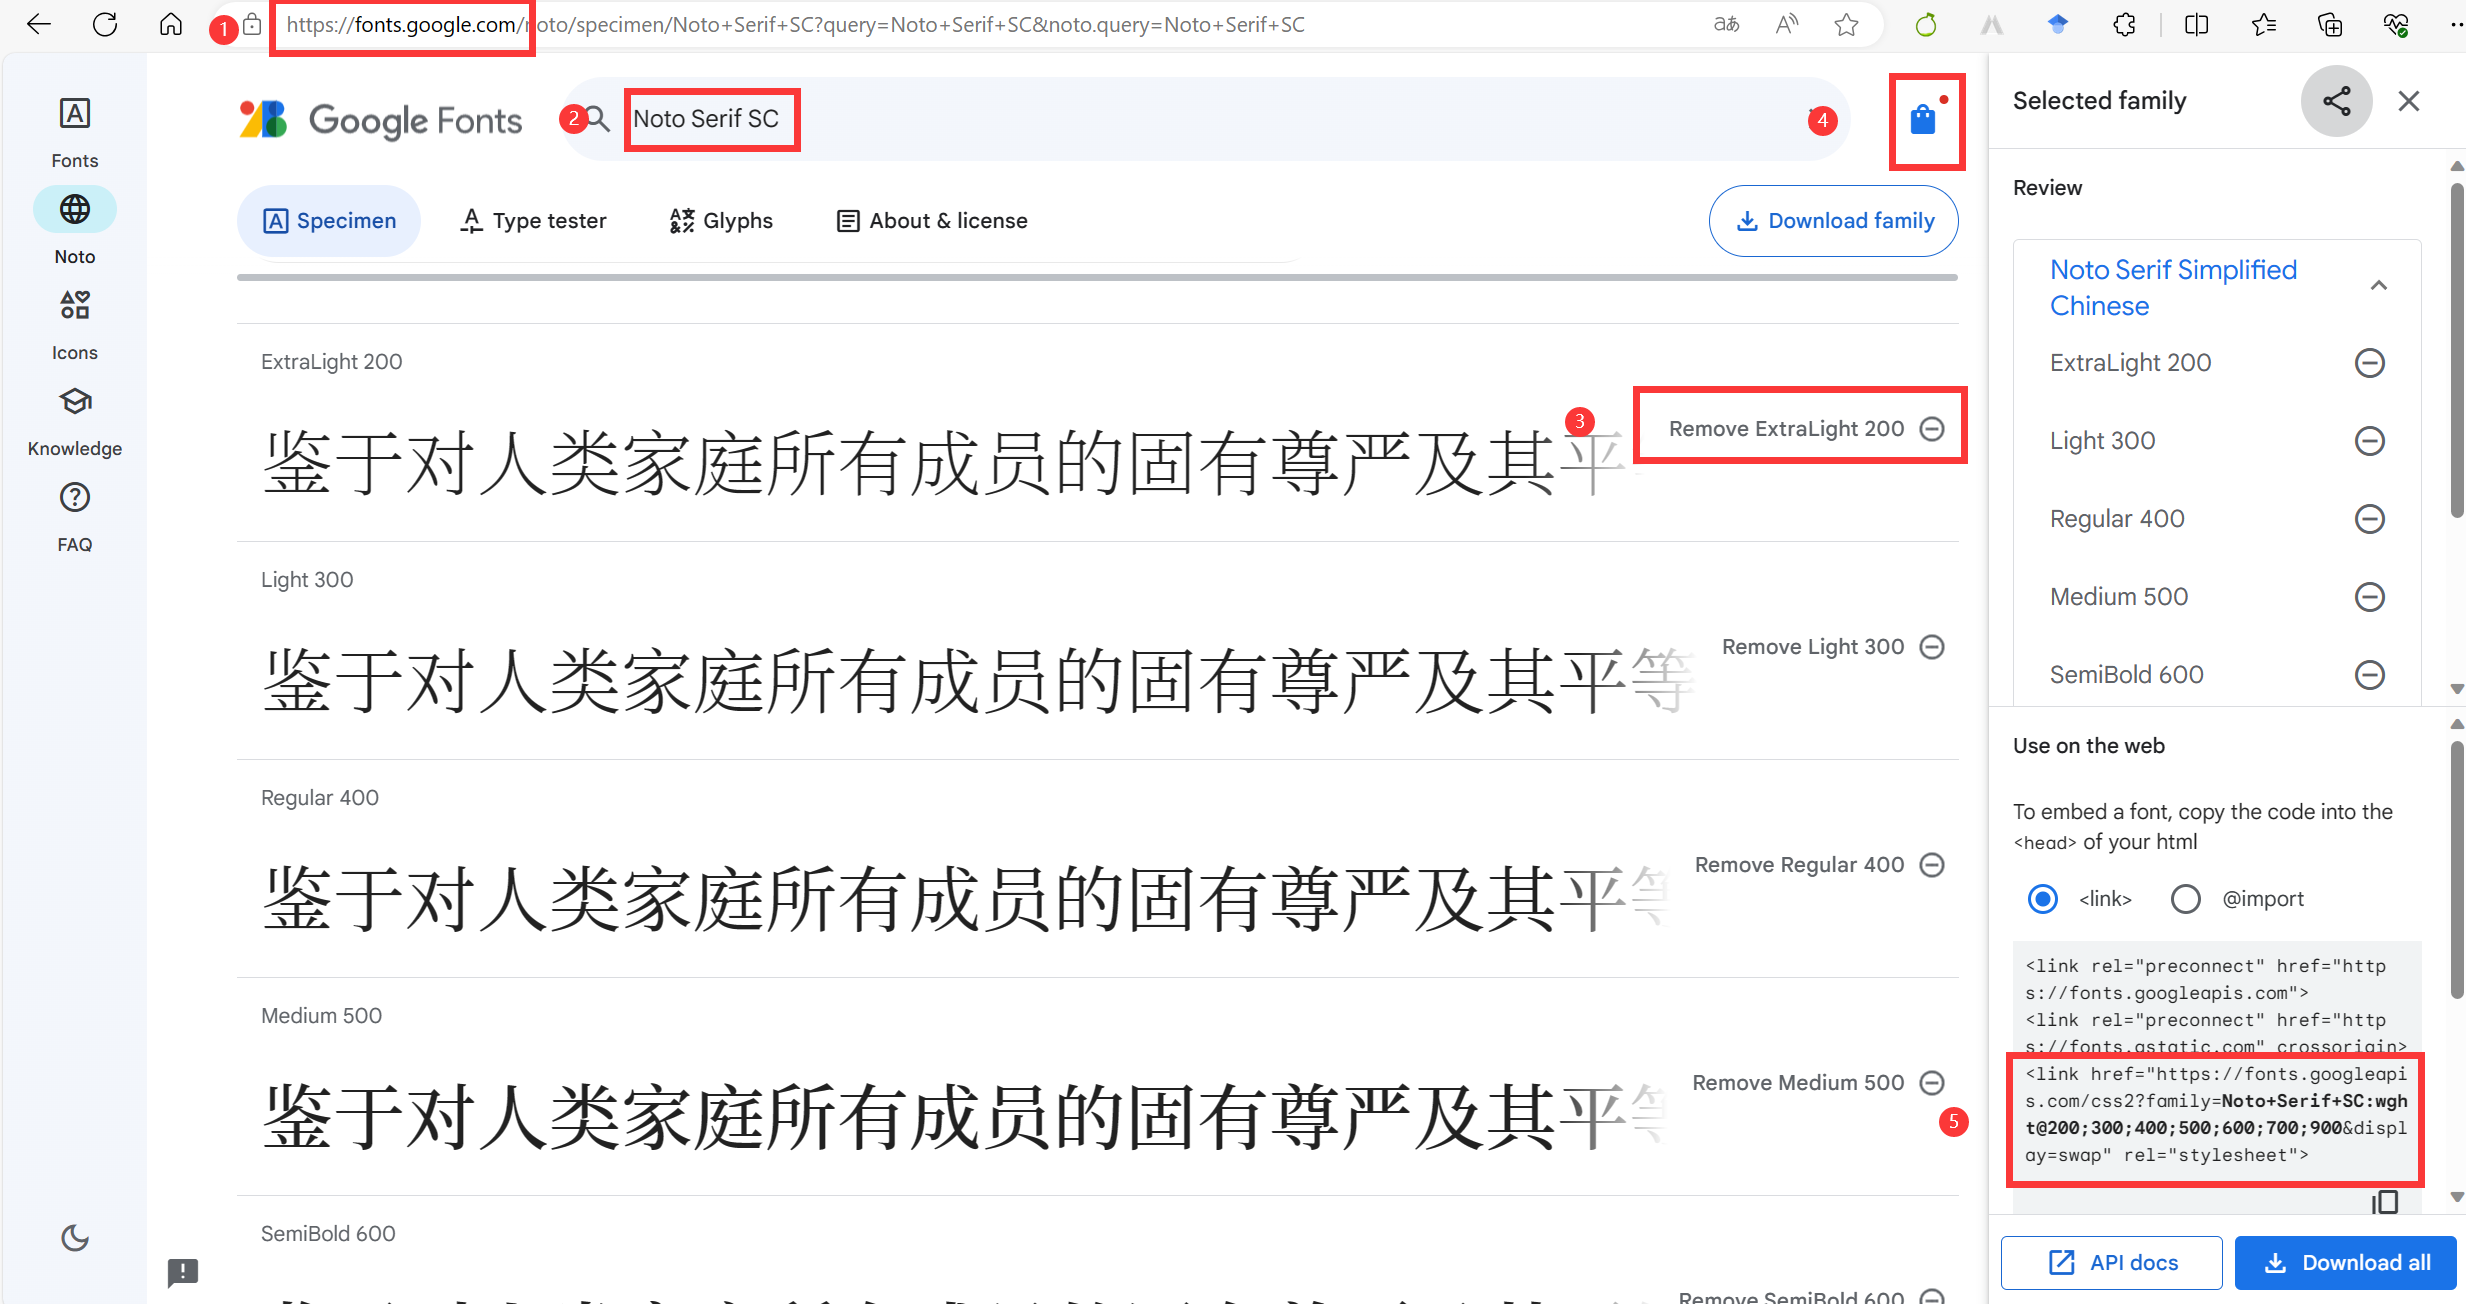 1
https://fonts.google.com/noto/specimen/Noto+Serif+SC?query=Noto+Serif+SC&noto.query=Noto+Serif+SC
aあ
Fonts
Noto
Icons
Knowledge
FAQ
Google Fonts
2
Noto Serif SC
4
Specimen
Type tester
Glyphs
About & license
Download family
ExtraLight 200
鉴于对人类家庭所有成员的固有尊严及其平
3
Remove ExtraLight 200
Light 300
鉴于对人类家庭所有成员的固有尊严及其平等
Remove Light 300
Regular 400
鉴于对人类家庭所有成员的固有尊严及其平等
Remove Regular 400
Medium 500
鉴于对人类家庭所有成员的固有尊严及其平等
Remove Medium 500
5
SemiBold 600
Remove SemiBold 600
Selected family
Review
Noto Serif Simplified
Chinese
ExtraLight 200
Light 300
Regular 400
Medium 500
SemiBold 600
Use on the web
To embed a font, copy the code into the
<head> of your html
<link>
@import
<link rel="preconnect" href="http
s://fonts.googleapis.com">
<link rel="preconnect" href="http
s://fonts.gstatic.com" crossorigin>
<link href="https://fonts.googleapi
s.com/css2?family=Noto+Serif+SC:wgh
t@200;300;400;500;600;700;900&displ
ay=swap" rel="stylesheet">
API docs
Download all